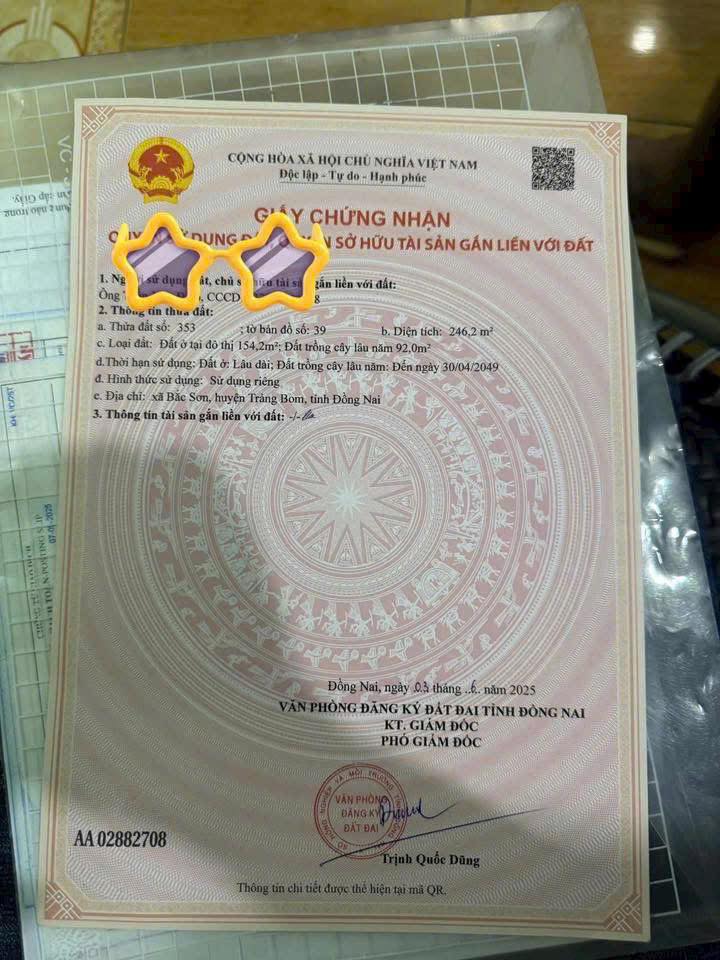 CỘNG HÒA XÃ HỘI CHỦ NGHĨA VIỆT NAM
Độc lập - Tự do - Hạnh phúc
GIẤY CHỨNG NHẬN
SỞ HỮU TÀI SẢN GẮN LIỀN VỚI ĐẤT
1. sử dụng đất, chủ sở hữu tài sản gắn liền với đất:
Ông CCCD 8
2. Thông tin thửa đất:
a. Thửa đất số: 353 ; tờ bản đồ số: 39 b. Diện tích: 246,2 m²
c. Loại đất: Đất ở tại đô thị 154,2m²; Đất trồng cây lâu năm 92,0m²
d.Thời hạn sử dụng: Đất ở: Lâu dài; Đất trồng cây lâu năm: Đến ngày 30/04/2049
đ. Hình thức sử dụng: Sử dụng riêng
e. Địa chỉ: xã Bắc Sơn, huyện Trảng Bom, tỉnh Đồng Nai
3. Thông tin tài sản gắn liền với đất: -/-
Đồng Nai, ngày 03 tháng 6 năm 2025
VĂN PHÒNG ĐĂNG KÝ ĐẤT ĐAI TỈNH ĐỒNG NAI
KT. GIÁM ĐỐC
PHÓ GIÁM ĐỐC
VĂN PHÒNG
ĐĂNG KÝ
ĐẤT ĐAI
AA 02882708
Trịnh Quốc Dũng
Thông tin chi tiết được thể hiện tại mã QR.